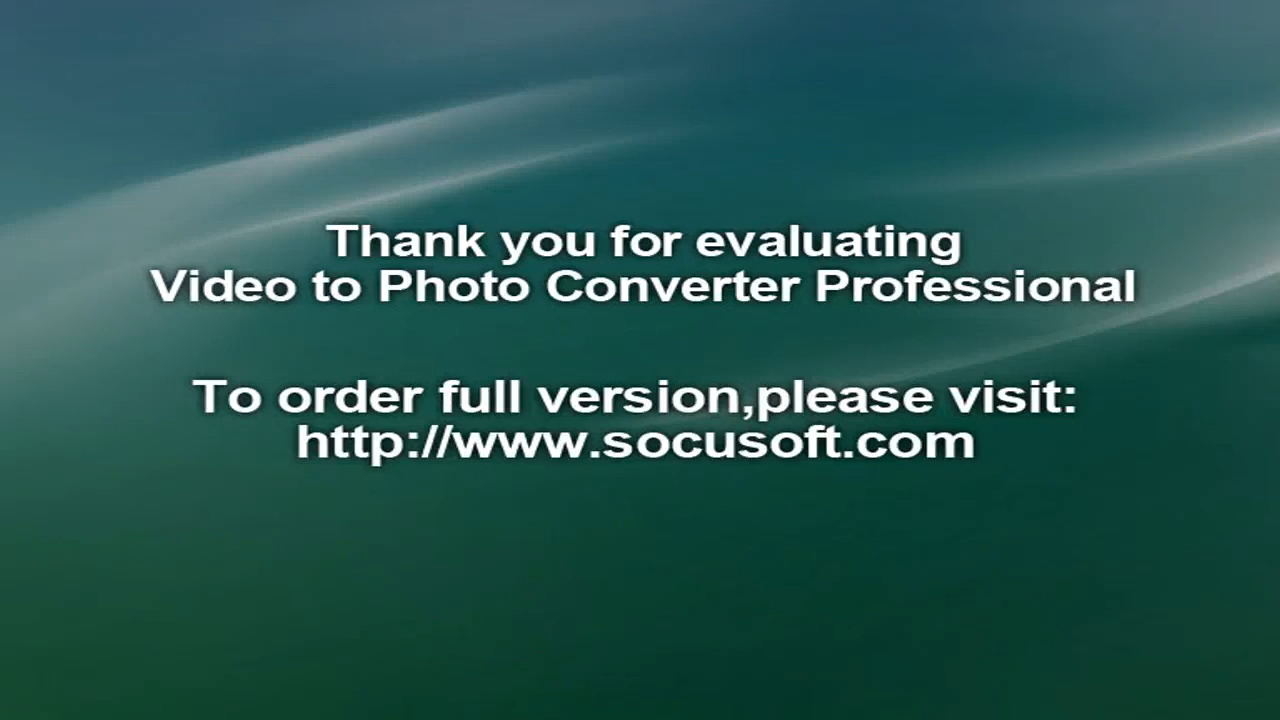 Thank you for evaluating
Video to Photo Converter Professional
To order full version,please visit:
http://www.socusoft.com